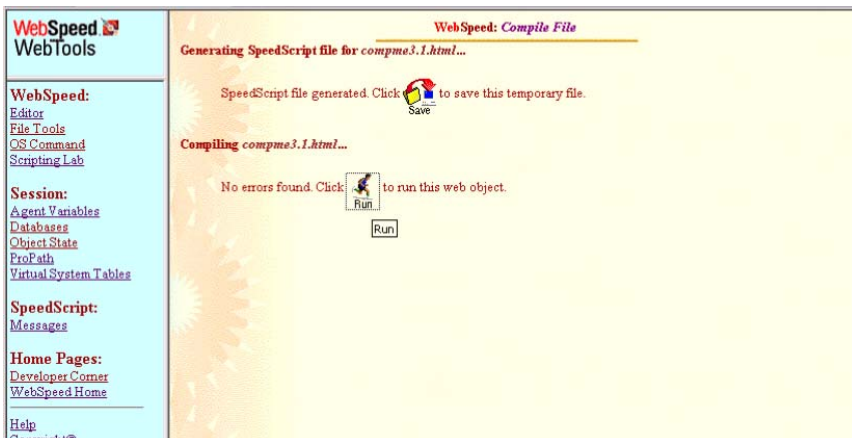 WebSpeed
WebTools
WebSpeed:
Editor
File Tools
OS Command
Scripting Lab
Session:
Agent Variables
Databases
Object State
ProPath
Virtual System Tables
SpeedScript:
Messages
Home Pages:
Developer Corner
WebSpeed Home
Help
WebSpeed: Compile File
Generating SpeedScript file for compme3.1.html...
SpeedScript file generated. Click Save to save this temporary file.
Compiling compme3.1.html...
No errors found. Click Run to run this web object.
Run